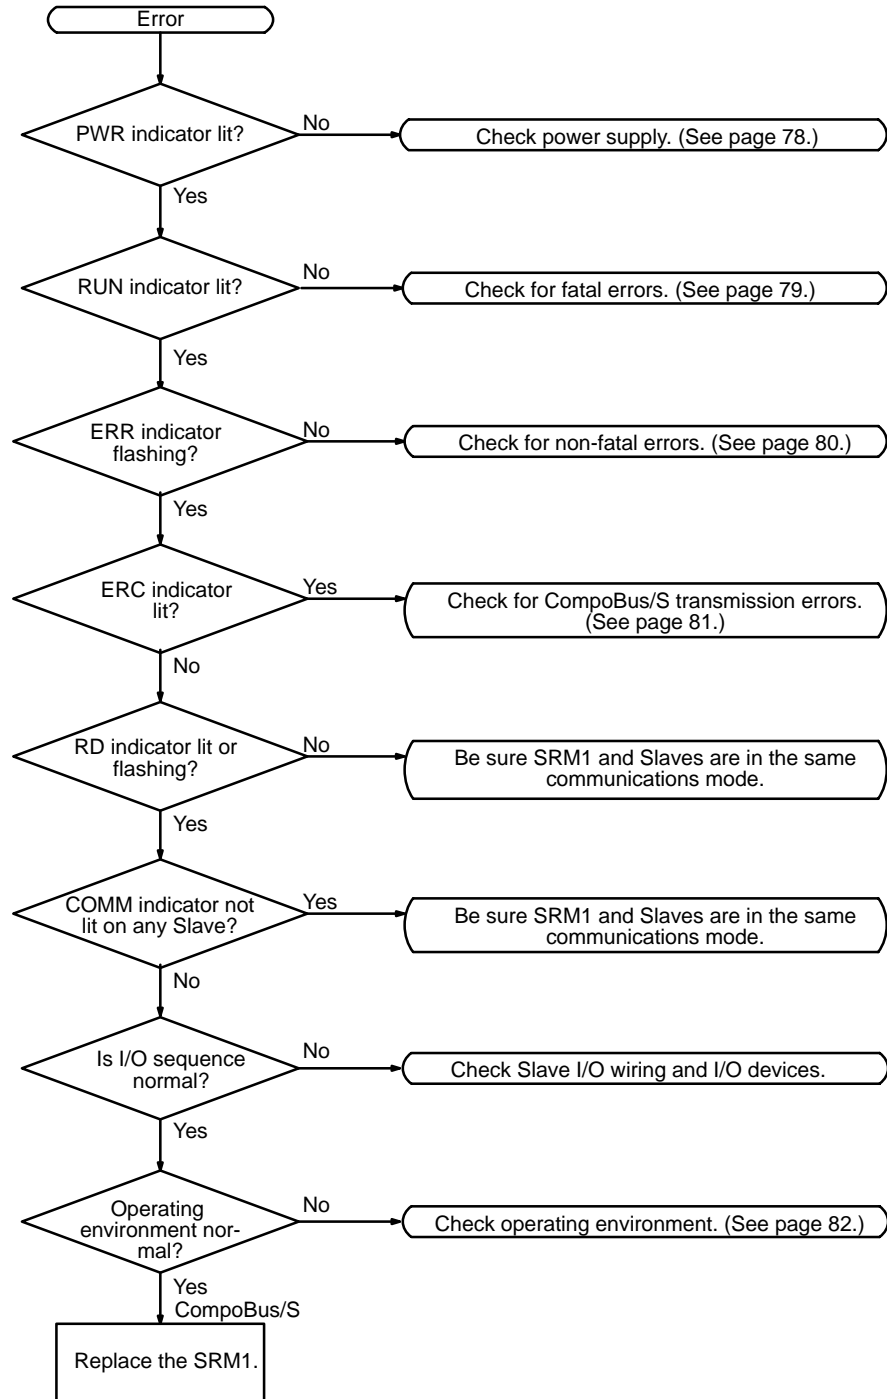 Error
PWR indicator lit?
No
Check power supply. (See page 78.)
Yes
RUN indicator lit?
No
Check for fatal errors. (See page 79.)
Yes
ERR indicator
flashing?
No
Check for non-fatal errors. (See page 80.)
Yes
ERC indicator
lit?
Yes
Check for CompoBus/S transmission errors.
(See page 81.)
No
RD indicator lit or
flashing?
No
Be sure SRM1 and Slaves are in the same
communications mode.
Yes
COMM indicator not
lit on any Slave?
Yes
Be sure SRM1 and Slaves are in the same
communications mode.
No
Is I/O sequence
normal?
No
Check Slave I/O wiring and I/O devices.
Yes
Operating
environment nor-
mal?
No
Check operating environment. (See page 82.)
Yes
CompoBus/S
Replace the SRM1.